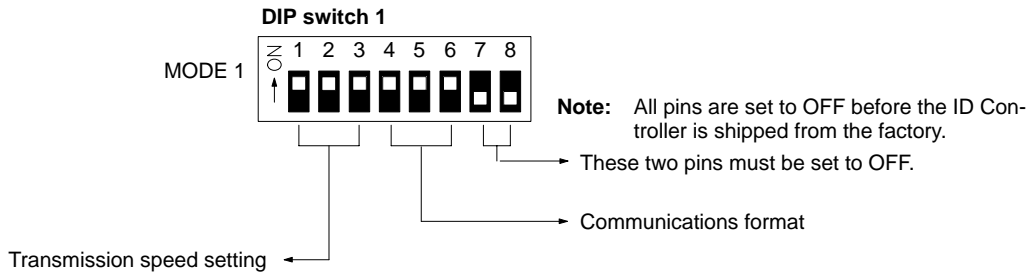 DIP switch 1
MODE 1
ON
1 2 3 4 5 6 7 8
Note: All pins are set to OFF before the ID Con-
troller is shipped from the factory.
These two pins must be set to OFF.
Communications format
Transmission speed setting